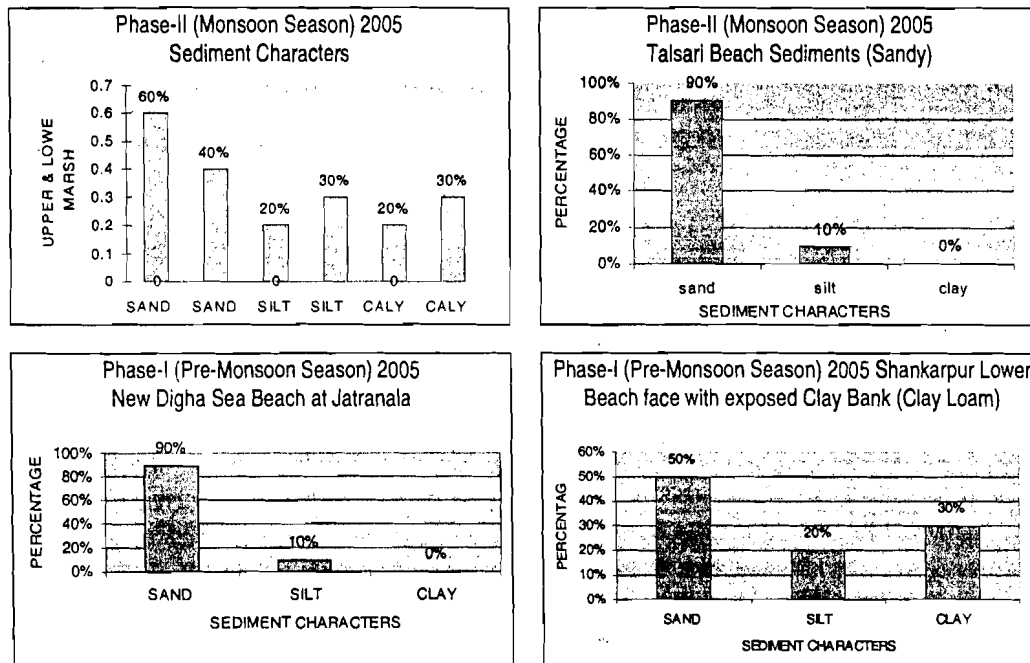 Phase-II (Monsoon Season) 2005
Sediment Characters
UPPER & LOWE
MARSH
0.7
0.6
0.5
0.4
0.3
0.2
0.1
0
60%
40%
20%
30%
20%
30%
0
0
0
SAND SAND SILT SILT CALY CALY
Phase-II (Monsoon Season) 2005
Talsari Beach Sediments (Sandy)
PERCENTAGE
100%
80%
60%
40%
20%
0%
90%
10%
0%
sand silt clay
SEDIMENT CHARACTERS
Phase-I (Pre-Monsoon Season) 2005
New Digha Sea Beach at Jatranala
PERCENTAGE
100%
80%
60%
40%
20%
0%
90%
10%
0%
SAND SILT CLAY
SEDIMENT CHARACTERS
Phase-I (Pre-Monsoon Season) 2005 Shankarpur Lower
Beach face with exposed Clay Bank (Clay Loam)
PERCENTAG
60%
50%
40%
30%
20%
10%
0%
50%
20%
30%
SAND SILT CLAY
SEDIMENT CHARACTERS